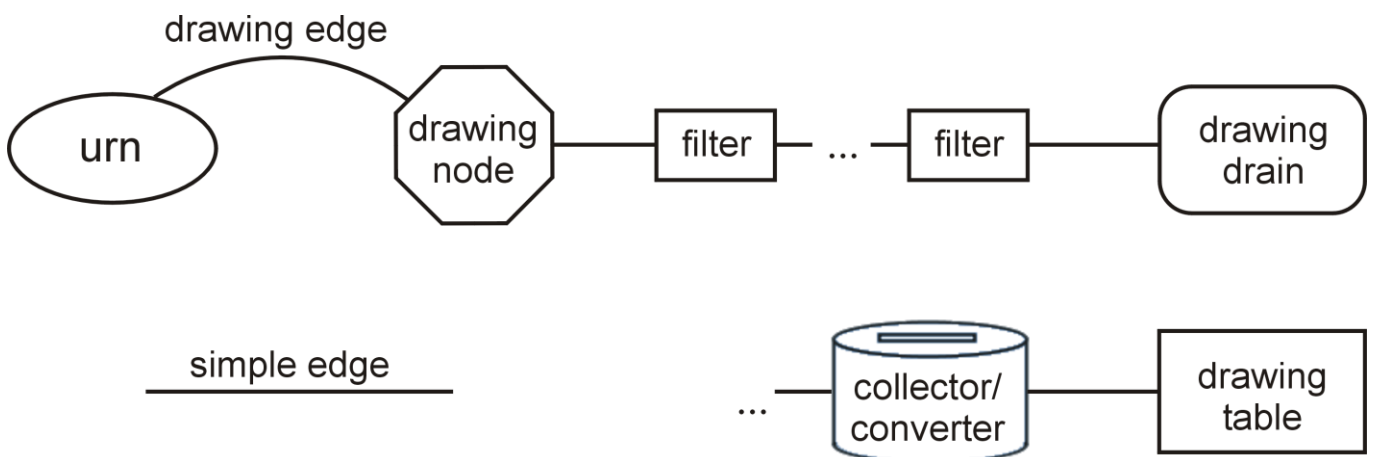 drawing edge
urn
drawing
node
filter
...
filter
drawing
drain
simple edge
...
collector/
converter
drawing
table